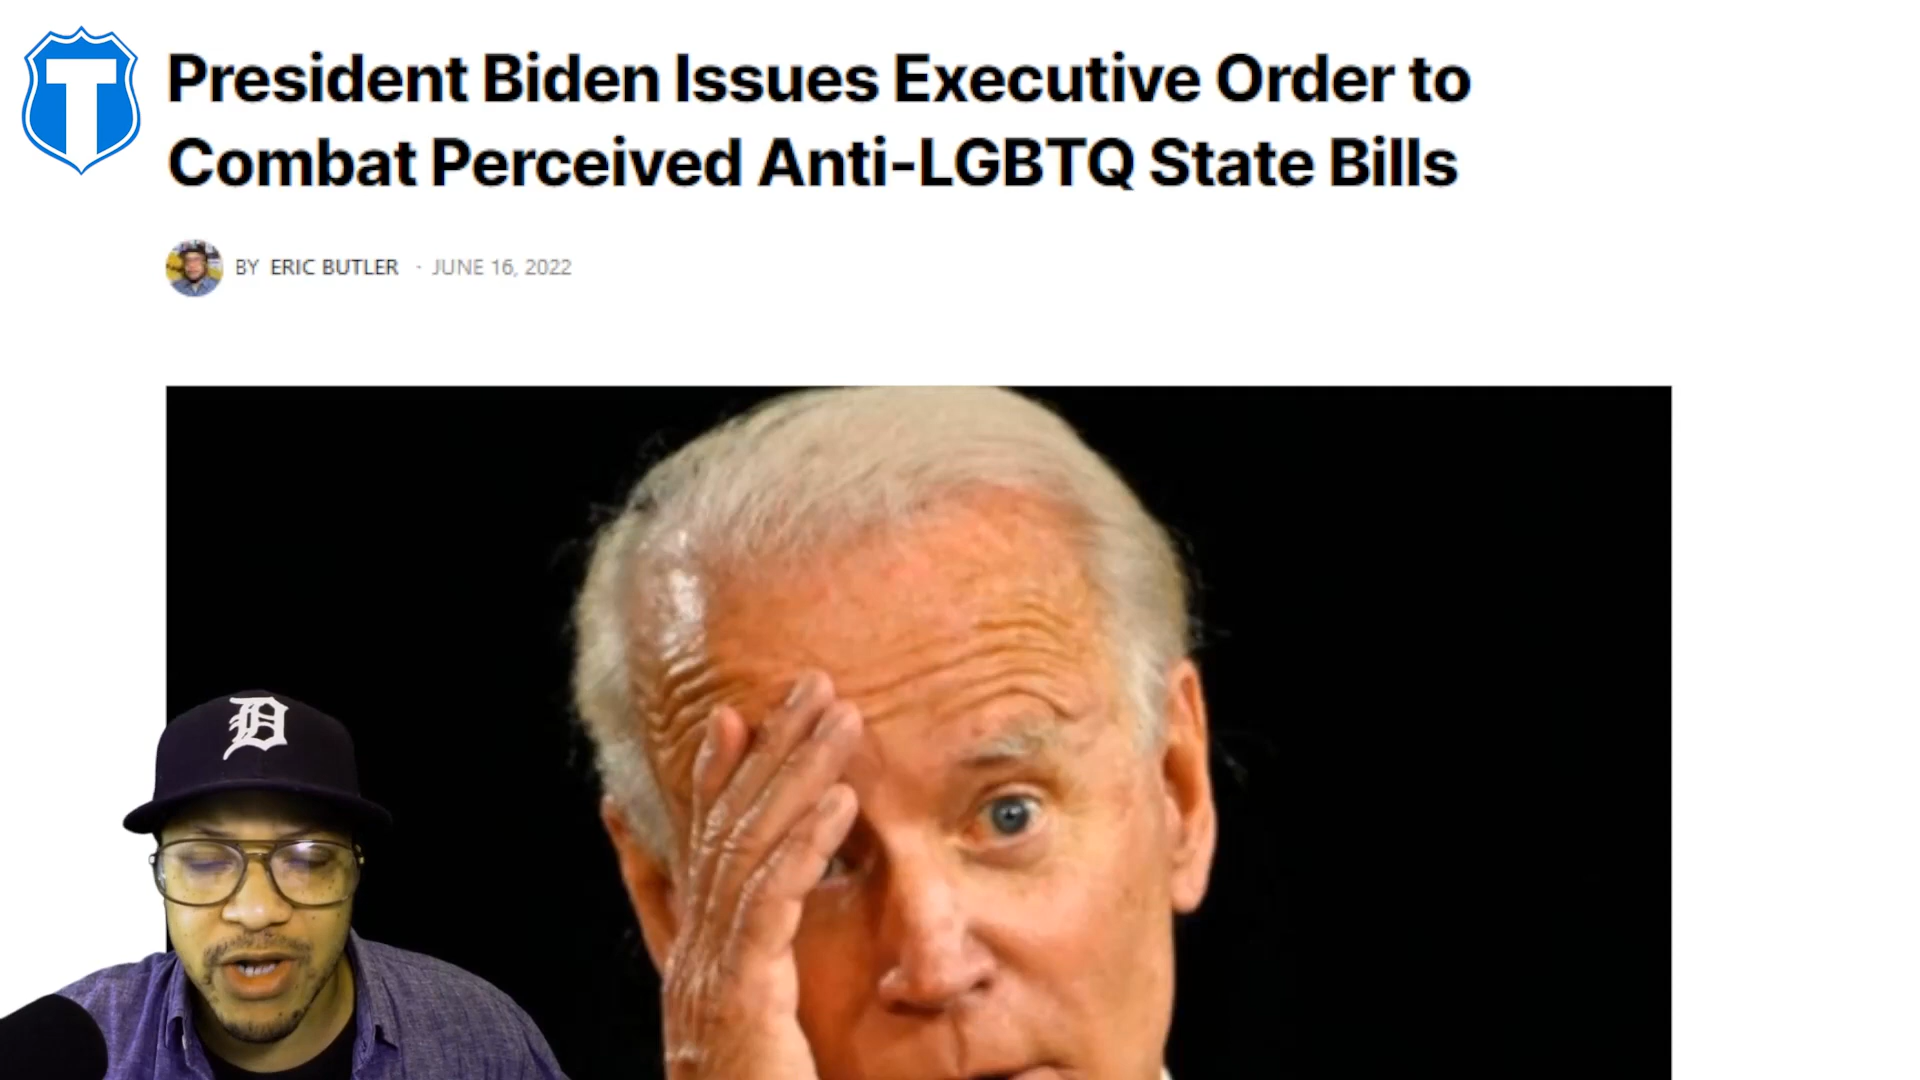 T
President Biden Issues Executive Order to
Combat Perceived Anti-LGBTQ State Bills
BY ERIC BUTLER · JUNE 16, 2022
D